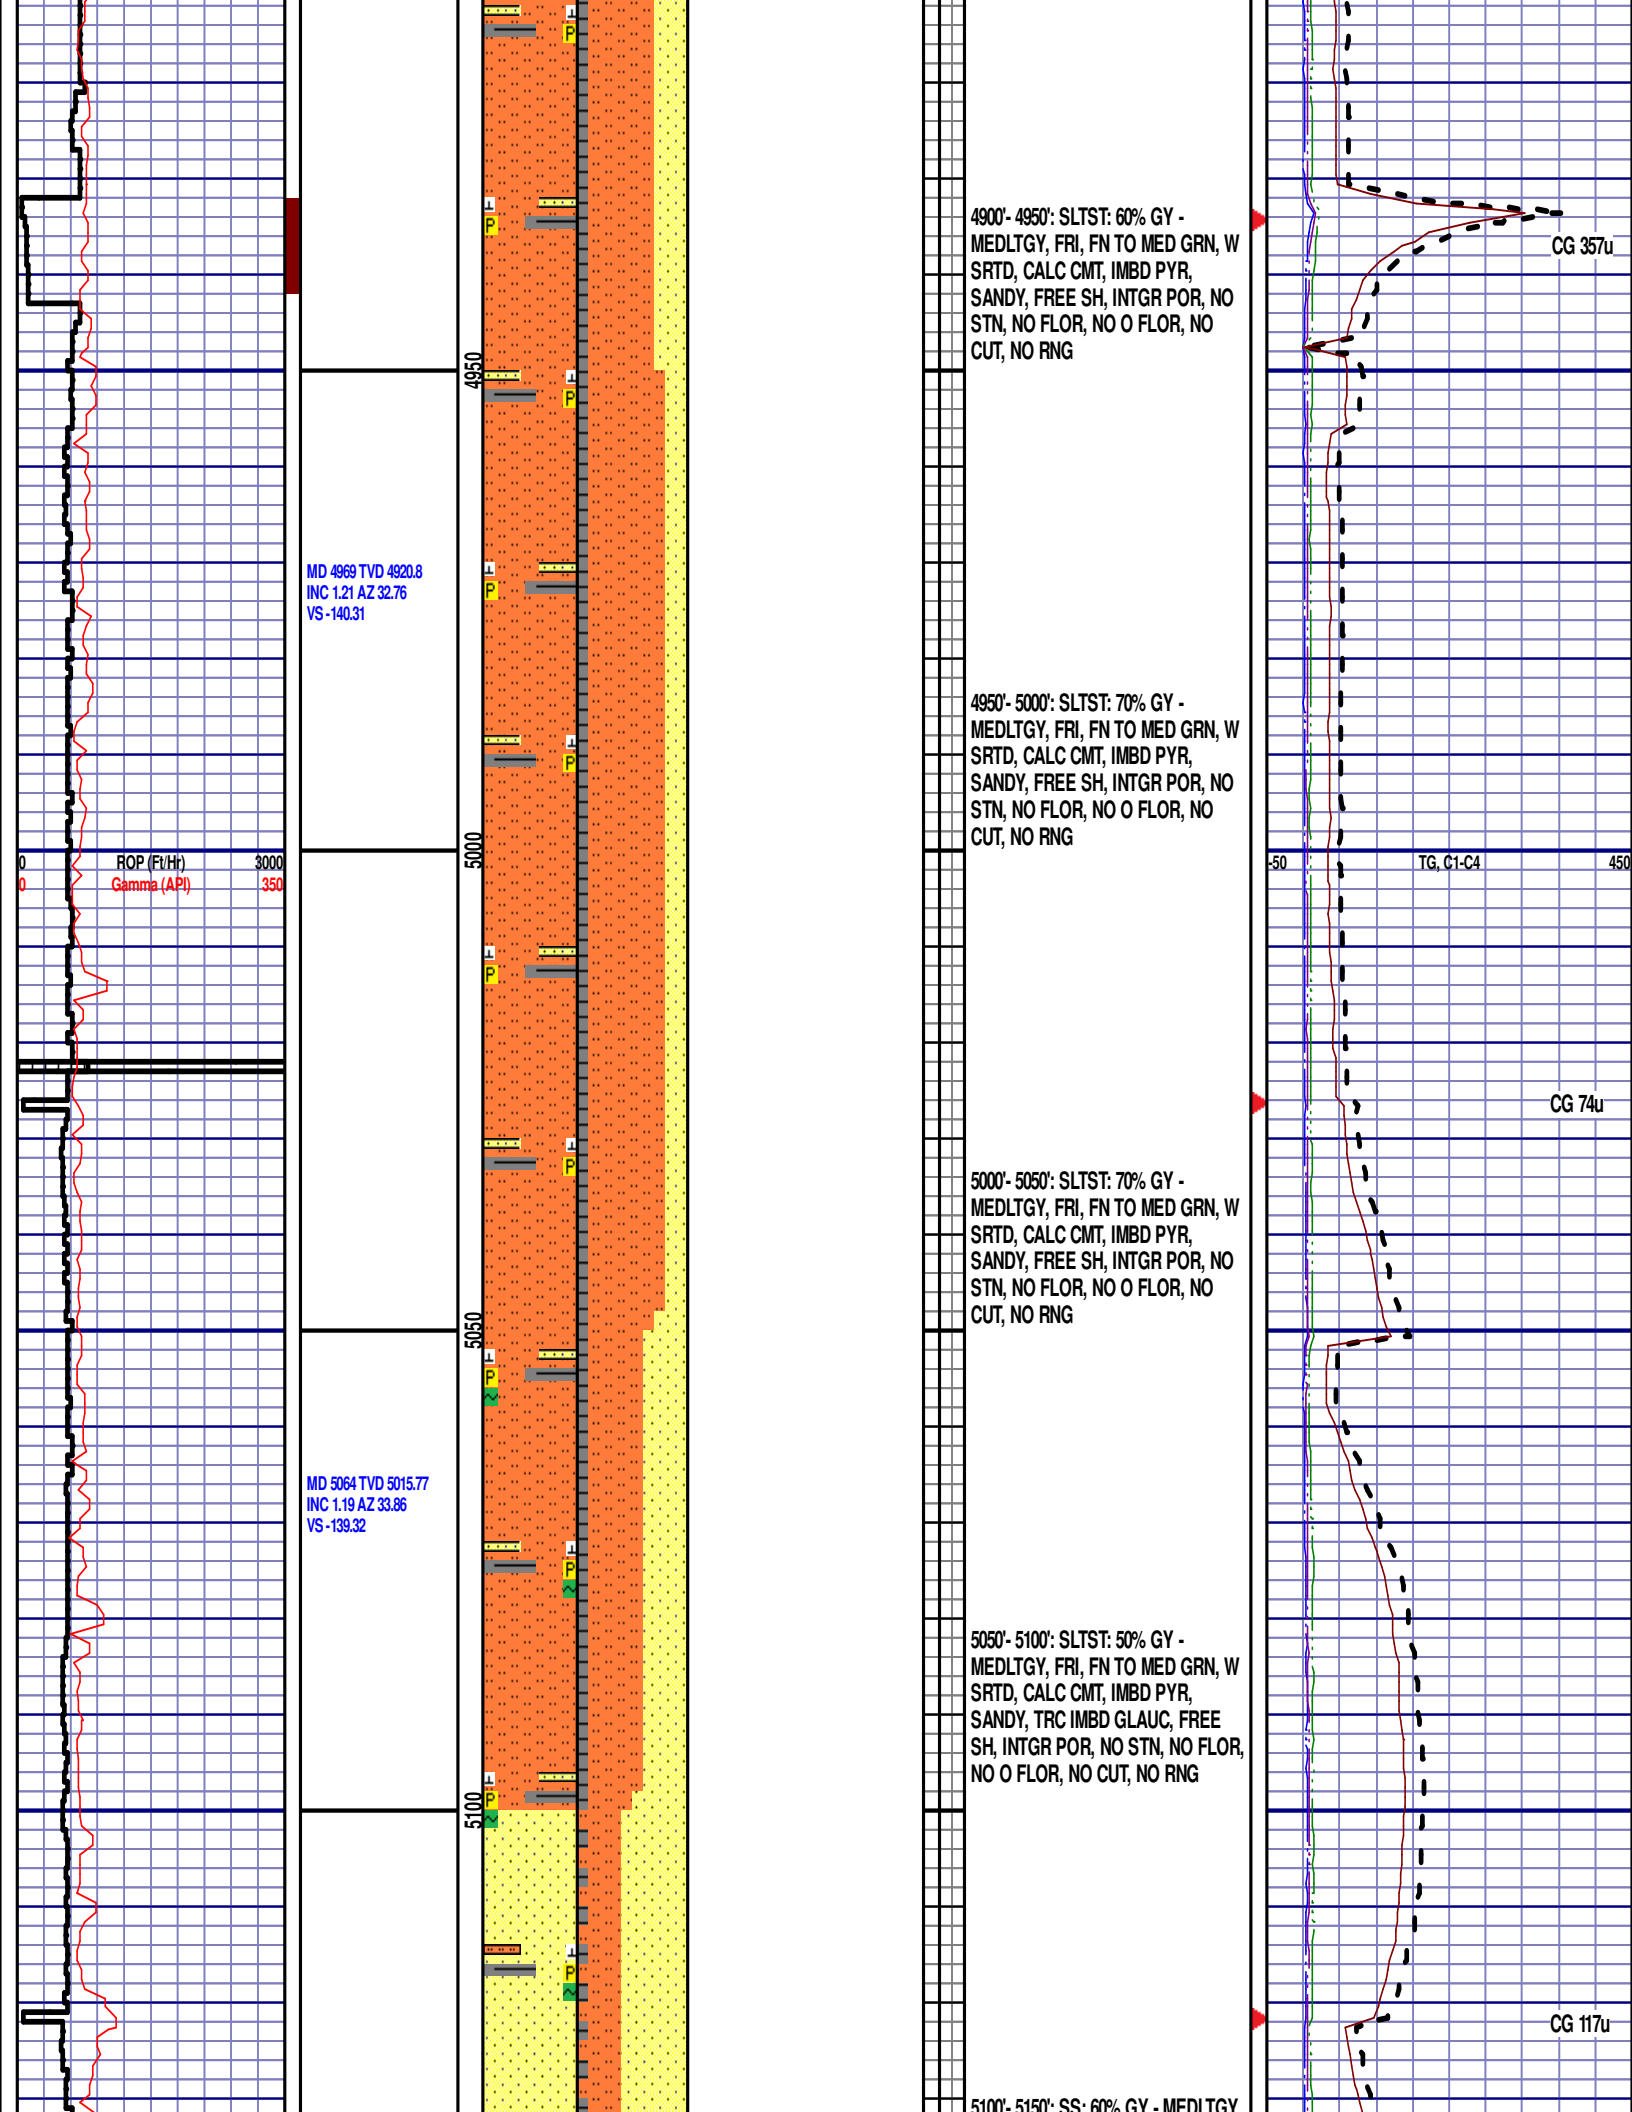 4900'- 4950': SLTST: 60% GY -
MEDLTGY, FRI, FN TO MED GRN, W
SRTD, CALC CMT, IMBD PYR,
SANDY, FREE SH, INTGR POR, NO
STN, NO FLOR, NO O FLOR, NO
CUT, NO RNG
CG 357u
4950
MD 4969 TVD 4920.8
INC 1.21 AZ 32.76
VS -140.31
4950'- 5000': SLTST: 70% GY -
MEDLTGY, FRI, FN TO MED GRN, W
SRTD, CALC CMT, IMBD PYR,
SANDY, FREE SH, INTGR POR, NO
STN, NO FLOR, NO O FLOR, NO
CUT, NO RNG
5000
0 ROP (Ft/Hr) 3000
0 Gamma (API) 350
-50 TG, C1-C4 450
CG 74u
5000'- 5050': SLTST: 70% GY -
MEDLTGY, FRI, FN TO MED GRN, W
SRTD, CALC CMT, IMBD PYR,
SANDY, FREE SH, INTGR POR, NO
STN, NO FLOR, NO O FLOR, NO
CUT, NO RNG
5050
MD 5064 TVD 5015.77
INC 1.19 AZ 33.86
VS -139.32
5050'- 5100': SLTST: 50% GY -
MEDLTGY, FRI, FN TO MED GRN, W
SRTD, CALC CMT, IMBD PYR,
SANDY, TRC IMBD GLAUC, FREE
SH, INTGR POR, NO STN, NO FLOR,
NO O FLOR, NO CUT, NO RNG
5100
CG 117u
5100'- 5150': SS: 60% GY - MEDLTGY
P
P
P
P
P
P
P
P
P
P
P